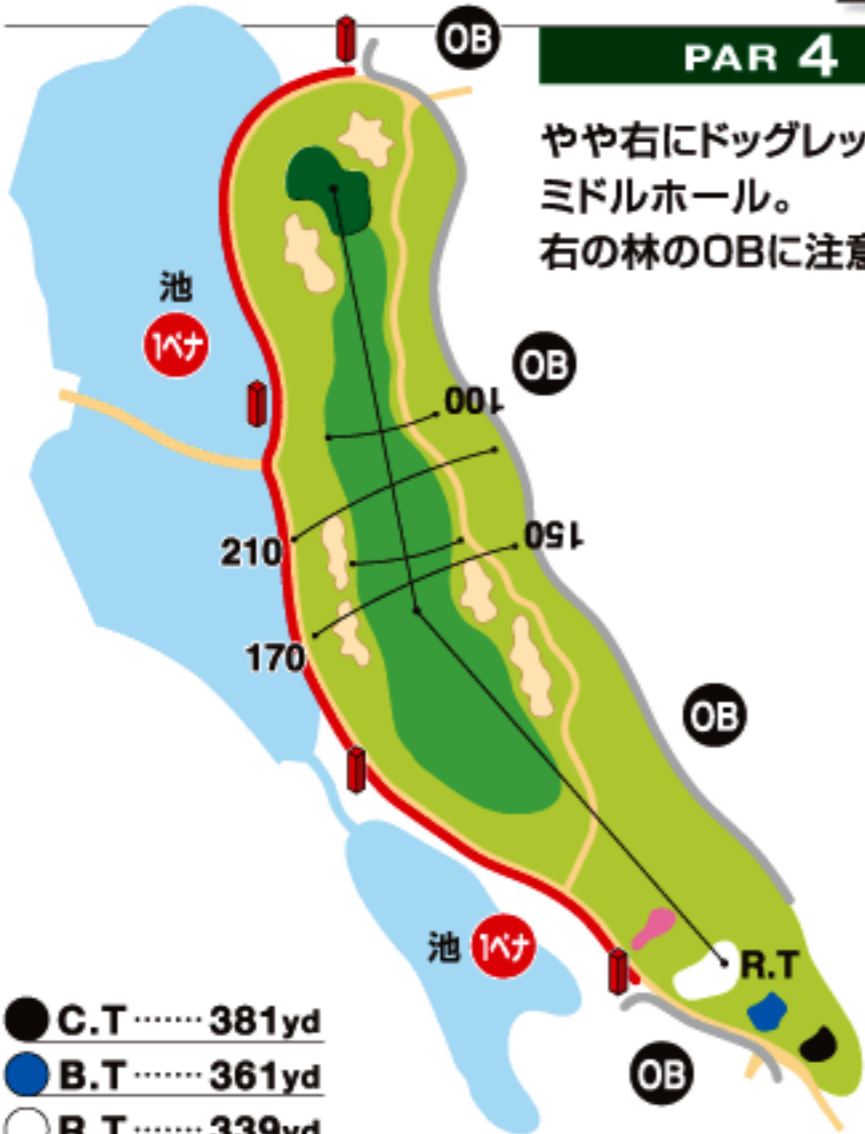 OB
PAR 4
やや右にドッグレッ
ミドルホール。
右の林のOBに注意
池
1ペナ
OB
100
210
150
170
OB
池 1ペナ
R.T
OB
C.T ······· 381yd
B.T ······· 361yd
R.T ······· 339yd